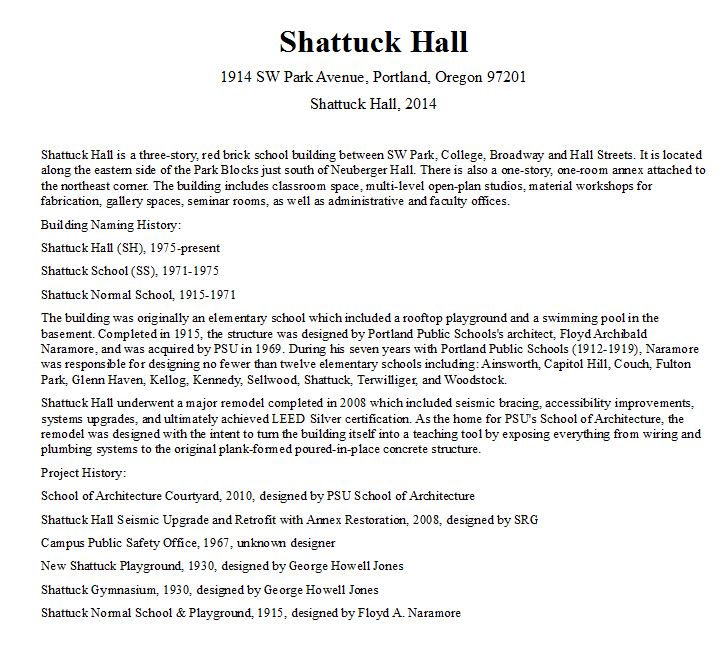 Shattuck Hall
1914 SW Park Avenue, Portland, Oregon 97201
Shattuck Hall, 2014
Shattuck Hall is a three-story, red brick school building between SW Park, College, Broadway and Hall Streets. It is located
along the eastern side of the Park Blocks just south of Neuberger Hall. There is also a one-story, one-room annex attached to
the northeast corner. The building includes classroom space, multi-level open-plan studios, material workshops for
fabrication, gallery spaces, seminar rooms, as well as administrative and faculty offices.
Building Naming History:
Shattuck Hall (SH), 1975-present
Shattuck School (SS), 1971-1975
Shattuck Normal School, 1915-1971
The building was originally an elementary school which included a rooftop playground and a swimming pool in the
basement. Completed in 1915, the structure was designed by Portland Public Schools's architect, Floyd Archibald
Naramore, and was acquired by PSU in 1969. During his seven years with Portland Public Schools (1912-1919), Naramore
was responsible for designing no fewer than twelve elementary schools including: Ainsworth, Capitol Hill, Couch, Fulton
Park, Glenn Haven, Kellog, Kennedy, Sellwood, Shattuck, Terwilliger, and Woodstock.
Shattuck Hall underwent a major remodel completed in 2008 which included seismic bracing, accessibility improvements,
systems upgrades, and ultimately achieved LEED Silver certification. As the home for PSU's School of Architecture, the
remodel was designed with the intent to turn the building itself into a teaching tool by exposing everything from wiring and
plumbing systems to the original plank-formed poured-in-place concrete structure.
Project History:
School of Architecture Courtyard, 2010, designed by PSU School of Architecture
Shattuck Hall Seismic Upgrade and Retrofit with Annex Restoration, 2008, designed by SRG
Campus Public Safety Office, 1967, unknown designer
New Shattuck Playground, 1930, designed by George Howell Jones
Shattuck Gymnasium, 1930, designed by George Howell Jones
Shattuck Normal School & Playground, 1915, designed by Floyd A. Naramore